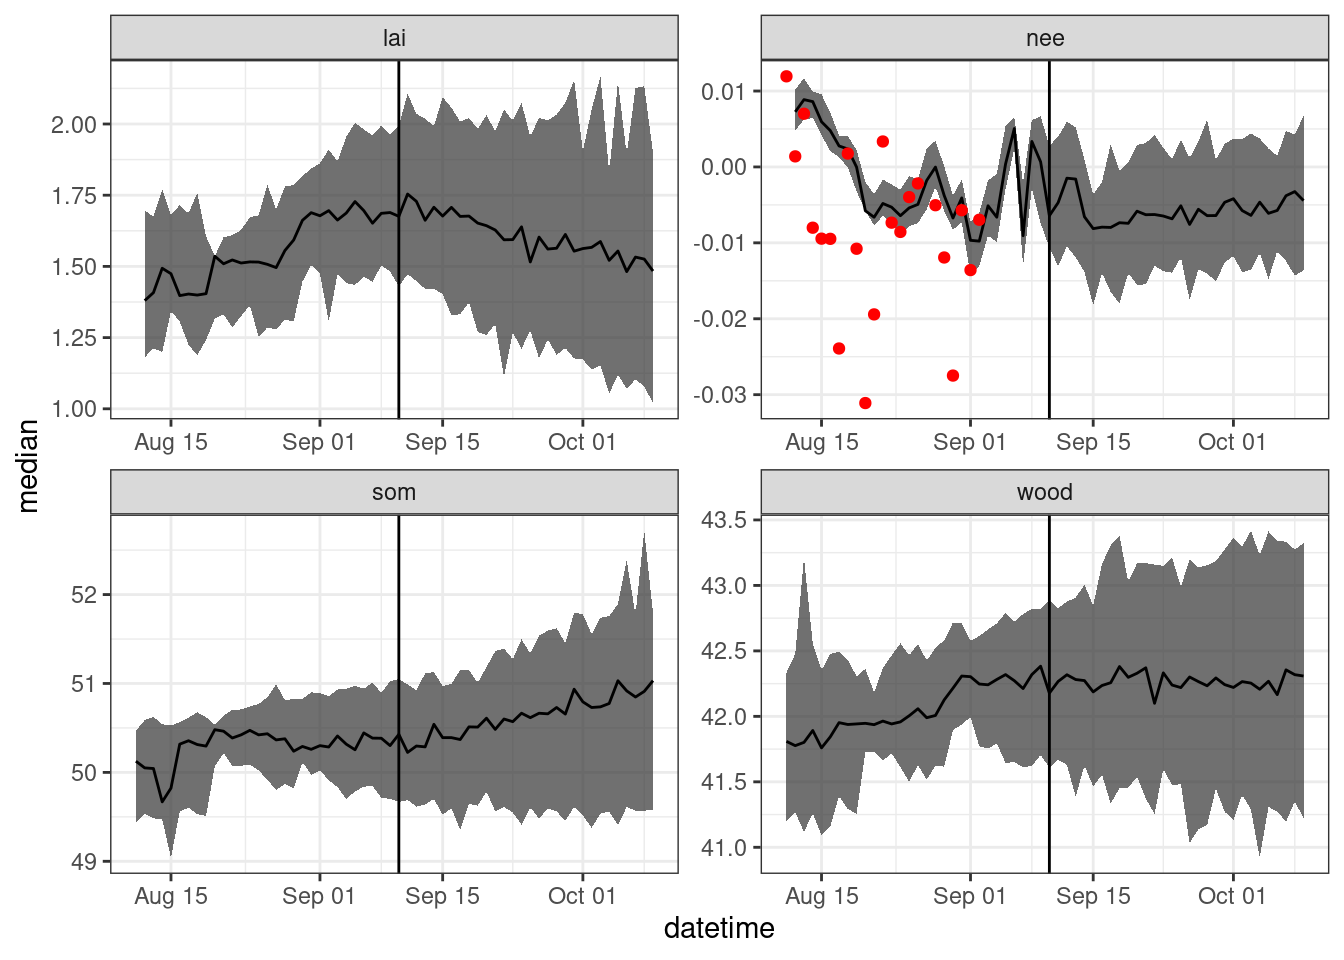 lai
2.00
1.75
1.50
1.25
1.00
Aug 15 Sep 01 Sep 15 Oct 01
nee
0.01
0.00
-0.01
-0.02
-0.03
Aug 15 Sep 01 Sep 15 Oct 01
median
som
52
51
50
49
Aug 15 Sep 01 Sep 15 Oct 01
wood
43.5
43.0
42.5
42.0
41.5
41.0
Aug 15 Sep 01 Sep 15 Oct 01
datetime